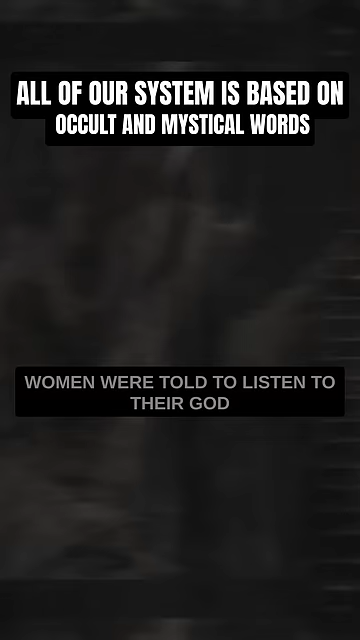 ALL OF OUR SYSTEM IS BASED ON
OCCULT AND MYSTICAL WORDS
WOMEN WERE TOLD TO LISTEN TO
THEIR GOD